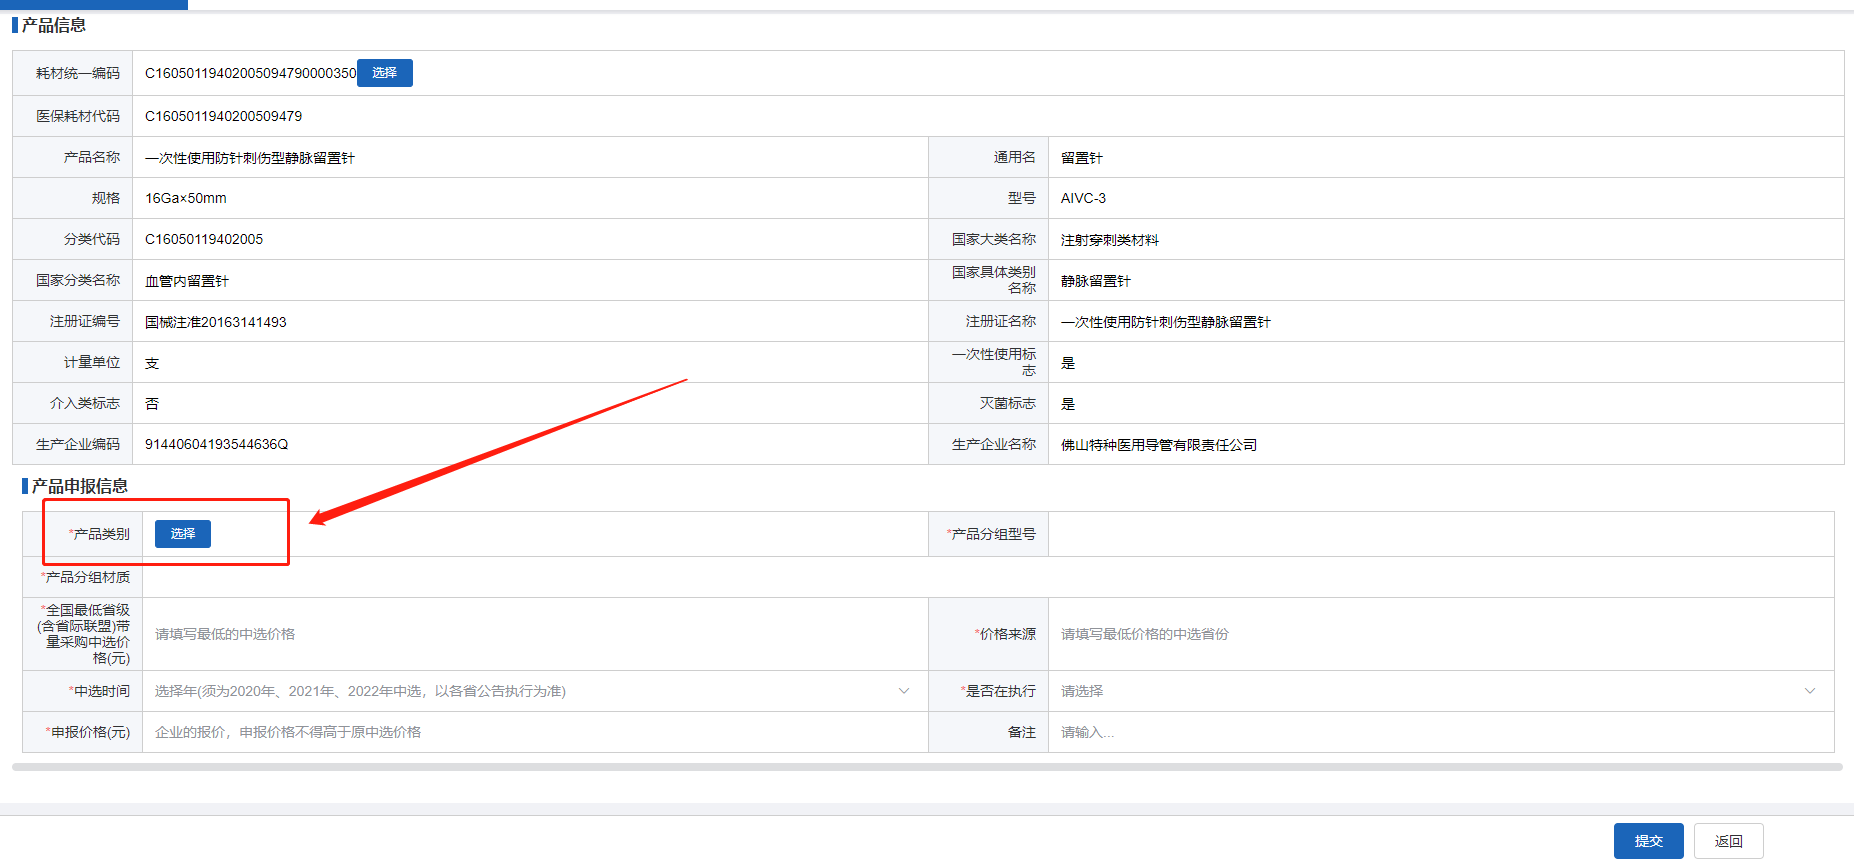 产品信息
耗材统一编码 C16050119402005094790000350 选择
医保耗材代码 C1605011940200509479
产品名称 一次性使用防针刺伤型静脉留置针 通用名 留置针
规格 16Ga×50mm 型号 AIVC-3
分类代码 C16050119402005 国家大类名称 注射穿刺类材料
国家分类名称 血管内留置针 国家具体类别
名称 静脉留置针
注册证编号 国械注准20163141493 注册证名称 一次性使用防针刺伤型静脉留置针
计量单位 支 一次性使用标
志 是
介入类标志 否 灭菌标志 是
生产企业编码 91440604193544636Q 生产企业名称 佛山特种医用导管有限责任公司
产品申报信息
*产品类别 选择 *产品分组型号
*产品分组材质
*全国最低省级
(含省际联盟)带
量采购中选价
格(元) 请填写最低的中选价格 *价格来源 请填写最低价格的中选省份
*中选时间 选择年(须为2020年、2021年、2022年中选，以各省公告执行为准) *是否在执行 请选择
*申报价格(元) 企业的报价，申报价格不得高于原中选价格 备注 请输入...
提交 返回